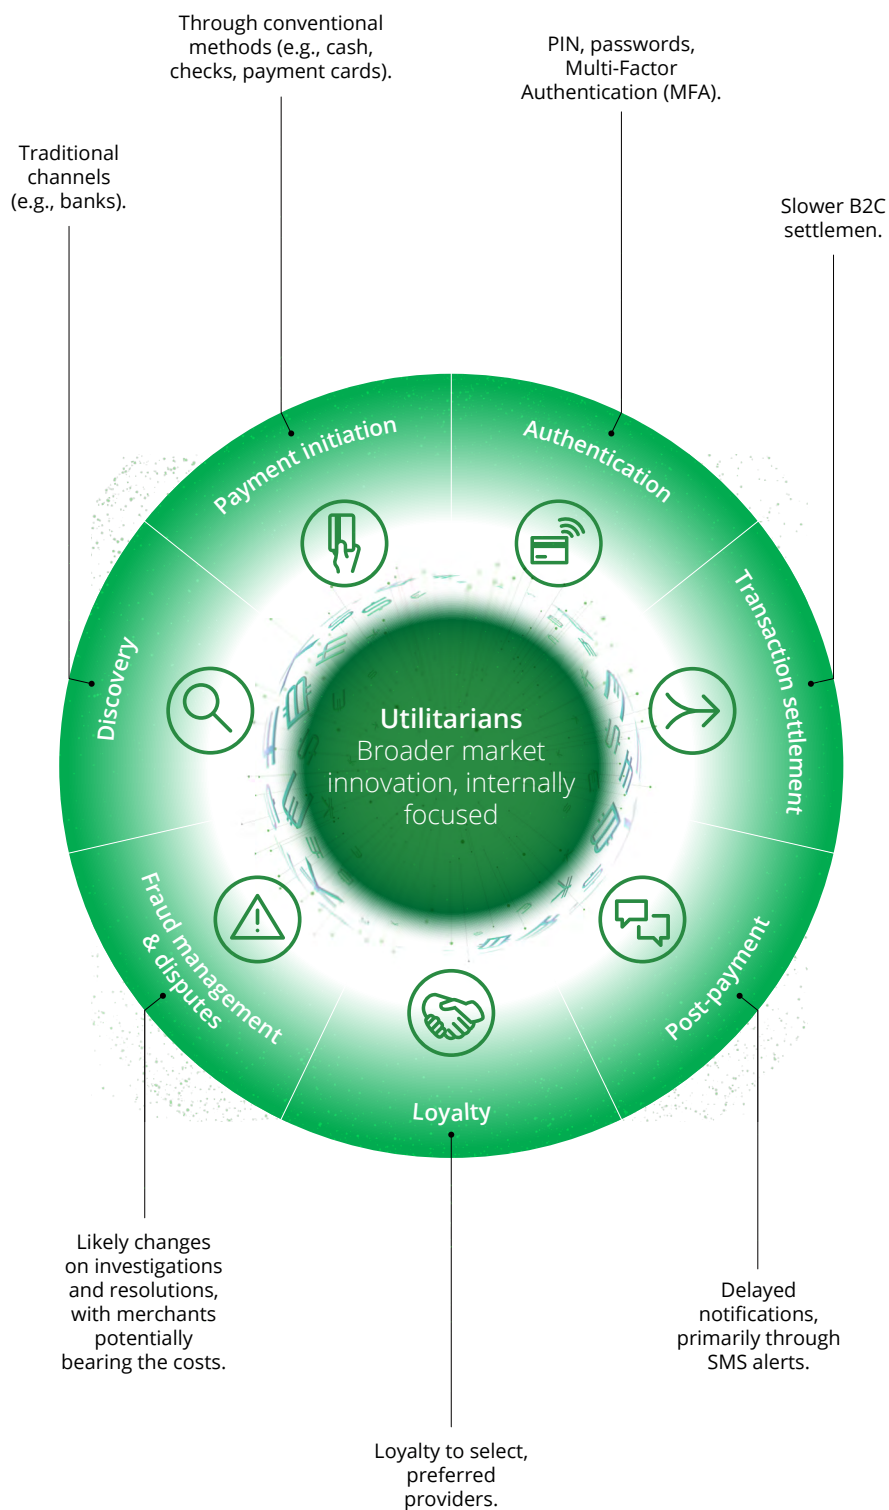 Through conventional
methods (e.g., cash,
checks, payment cards).
PIN, passwords,
Multi-Factor
Authentication (MFA).
Traditional
channels
(e.g., banks).
Slower B2C
settlemen.
Payment initiation
Authentication
Discovery
Transaction settlement
Utilitarians
Broader market
innovation, internally
focused
Fraud management
& disputes
Post-payment
Loyalty
Likely changes
on investigations
and resolutions,
with merchants
potentially
bearing the costs.
Delayed
notifications,
primarily through
SMS alerts.
Loyalty to select,
preferred
providers.